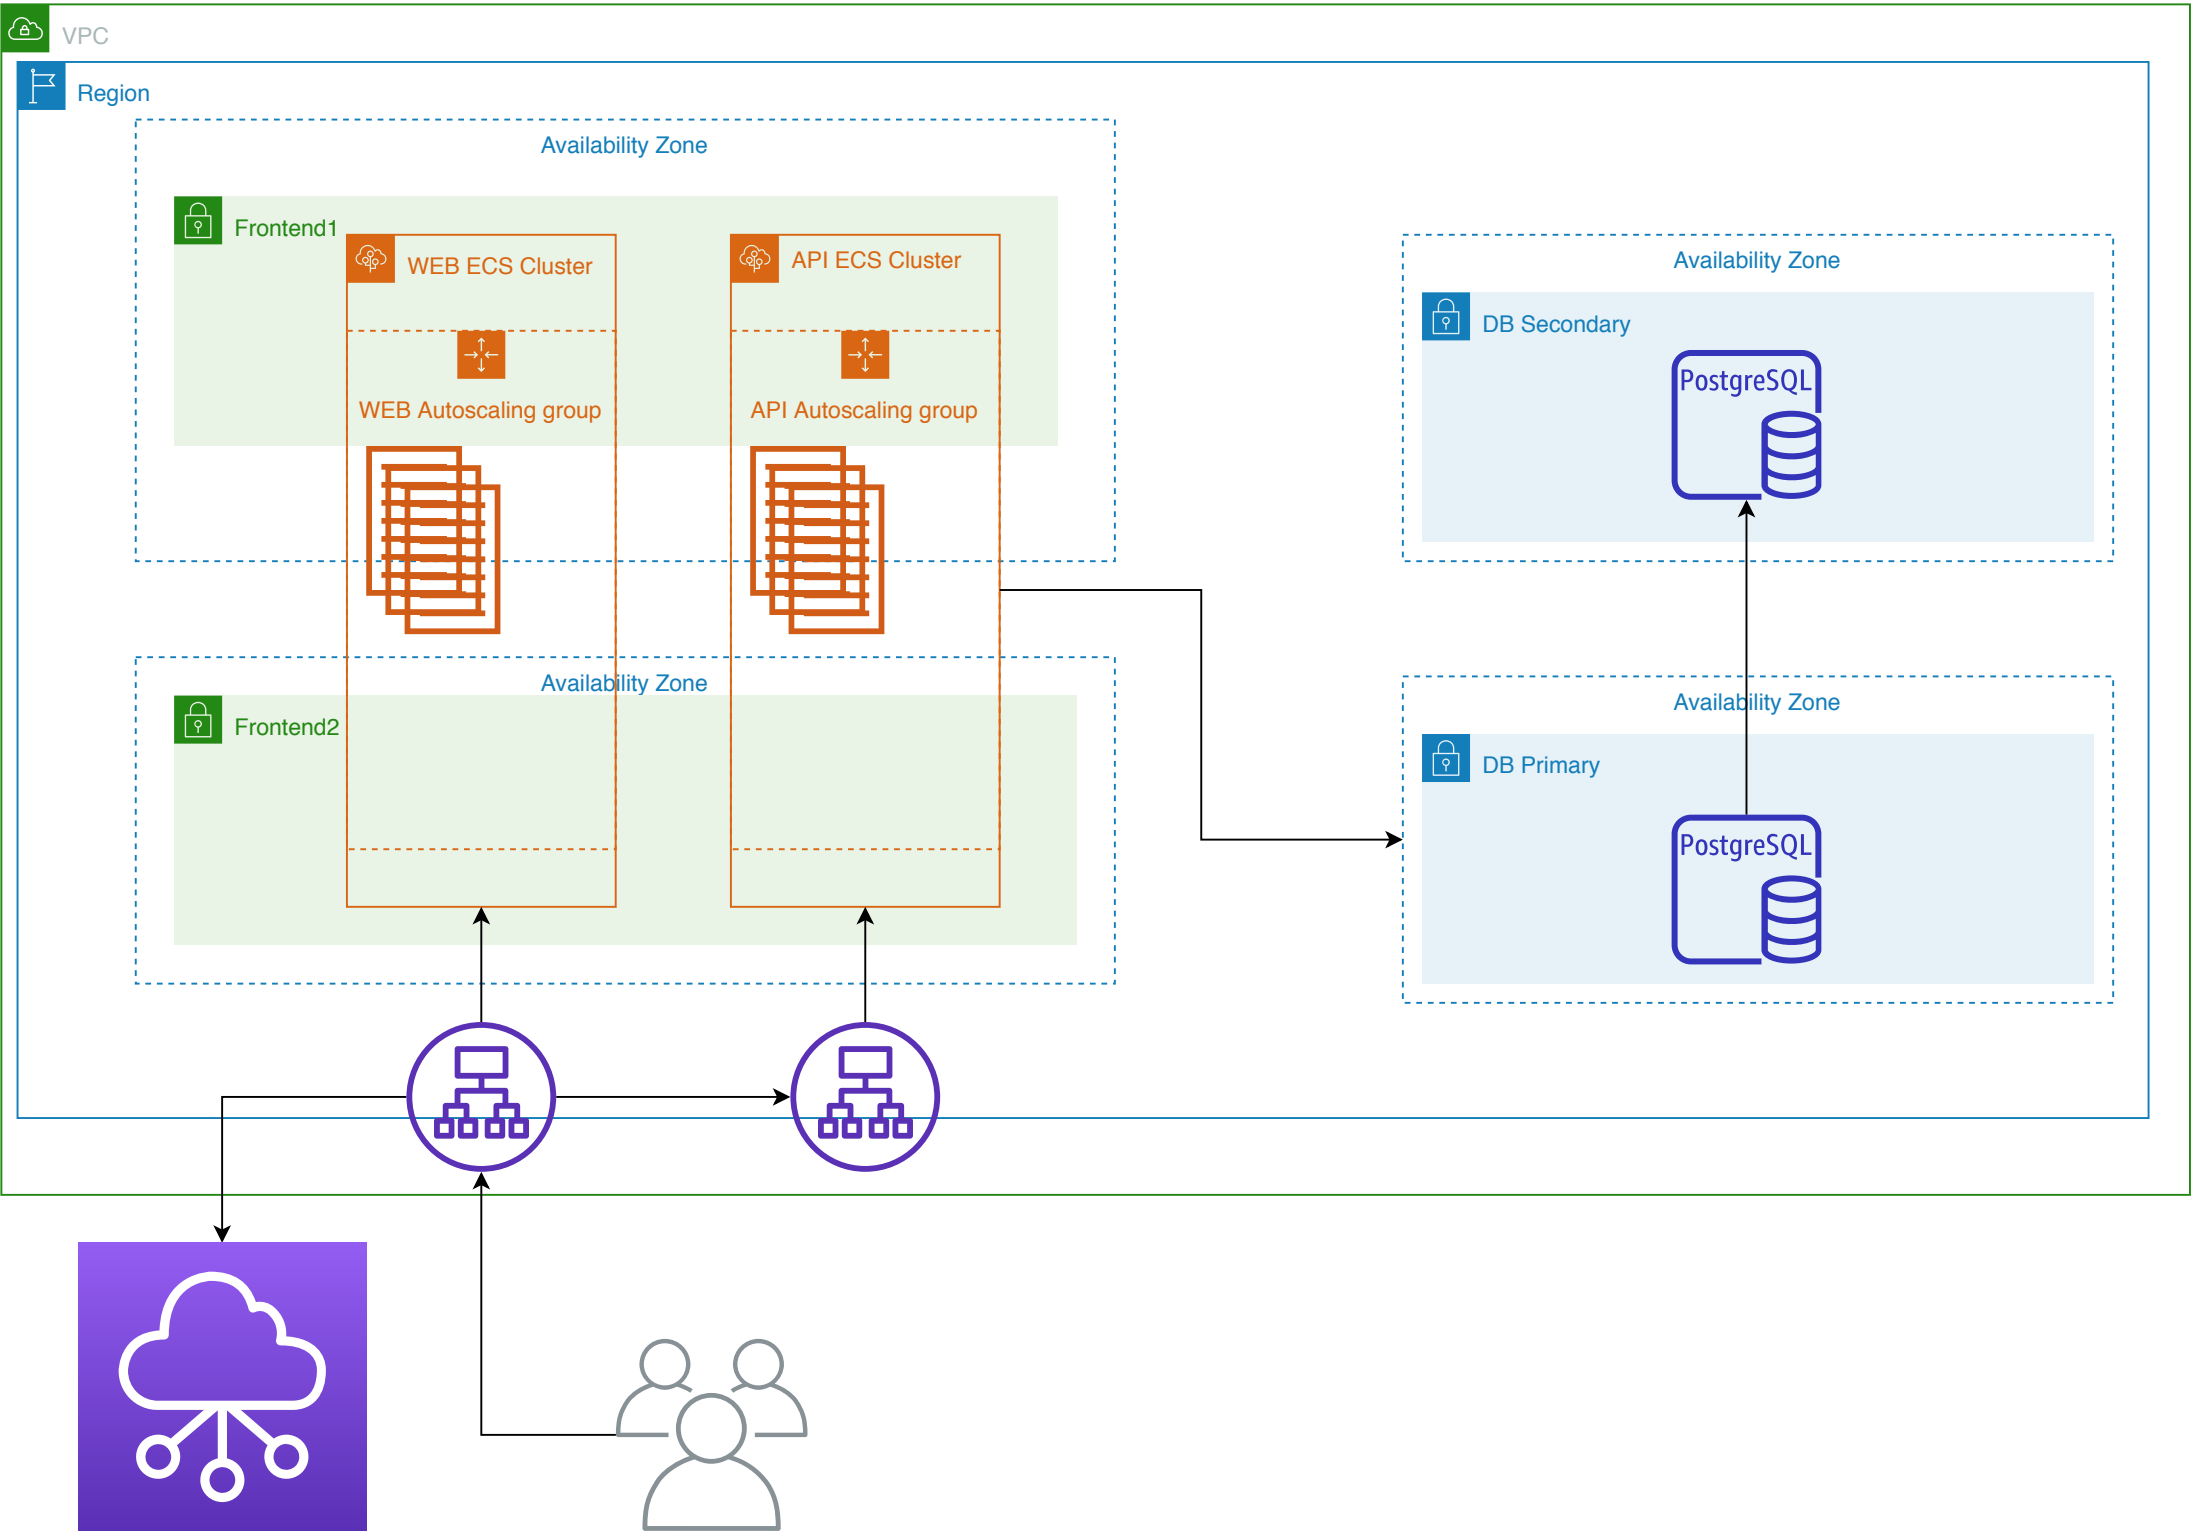 VPC
Region
Availability Zone
Frontend1
WEB ECS Cluster
API ECS Cluster
WEB Autoscaling group
API Autoscaling group
Availability Zone
DB Secondary
PostgreSQL
Availability Zone
Frontend2
Availability Zone
DB Primary
PostgreSQL